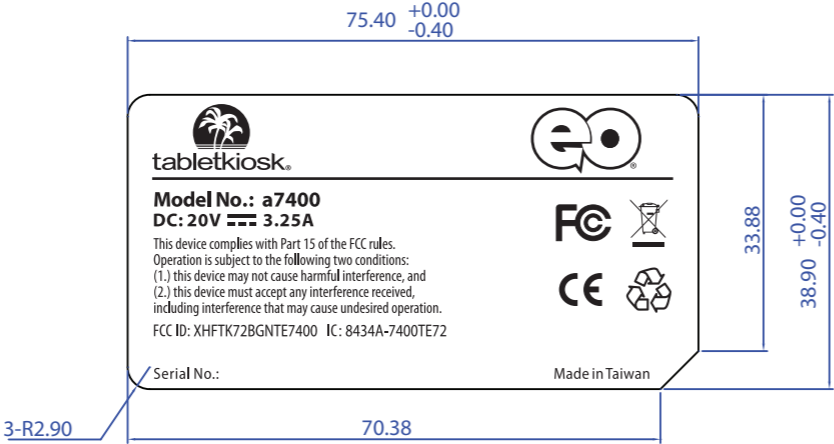 75.40 +0.00
-0.40
tabletkiosk®
eo®
Model No.: a7400
DC: 20V 3.25A
This device complies with Part 15 of the FCC rules.
Operation is subject to the following two conditions:
(1.) this device may not cause harmful interference, and
(2.) this device must accept any interference received,
including interference that may cause undesired operation.
FCC ID: XHFTK72BGNTE7400 IC: 8434A-7400TE72
Serial No.:
Made in Taiwan
FC
CE
33.88
38.90 +0.00
-0.40
3-R2.90
70.38